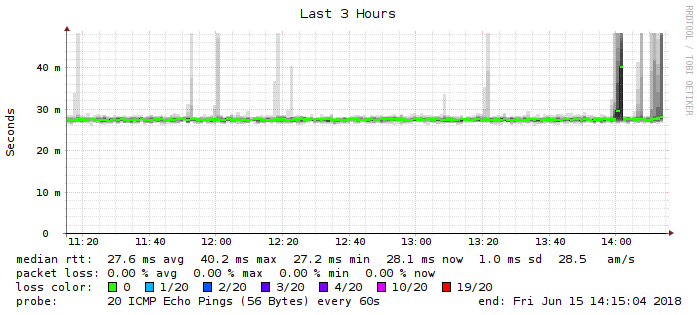 Last 3 Hours
RRDTOOL / TOBI OETIKER
Seconds
40 m
30 m
20 m
10 m
0
11:20 11:40 12:00 12:20 12:40 13:00 13:20 13:40 14:00
median rtt: 27.6 ms avg 40.2 ms max 27.2 ms min 28.1 ms now 1.0 ms sd 28.5 am/s
packet loss: 0.00 % avg 0.00 % max 0.00 % min 0.00 % now
loss color: 0 1/20 2/20 3/20 4/20 10/20 19/20
probe: 20 ICMP Echo Pings (56 Bytes) every 60s end: Fri Jun 15 14:15:04 2018